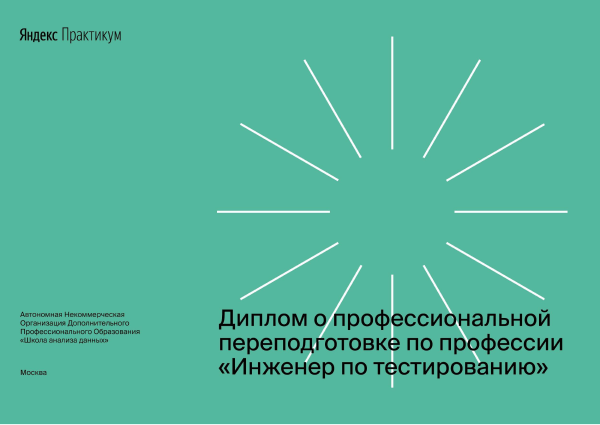 Яндекс Практикум
Автономная Некоммерческая
Организация Дополнительного
Профессионального Образования
«Школа анализа данных»
Москва
Диплом о профессиональной
переподготовке по профессии
«Инженер по тестированию»